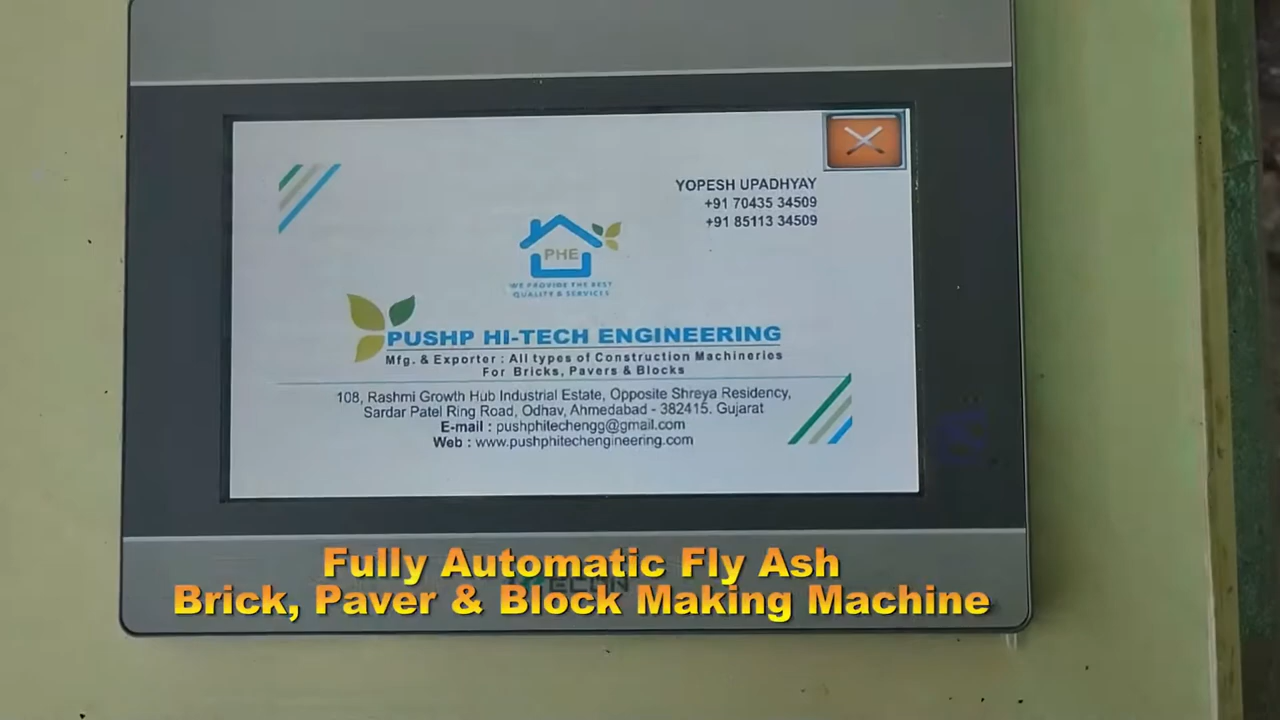 YOPESH UPADHYAY
+91 70435 34509
+91 85113 34509
PHE
WE PROVIDE THE BEST
QUALITY & SERVICES
PUSHP HI-TECH ENGINEERING
Mfg. & Exporter : All types of Construction Machineries
For Bricks, Pavers & Blocks
108, Rashmi Growth Hub Industrial Estate, Opposite Shreya Residency,
Sardar Patel Ring Road, Odhav, Ahmedabad - 382415. Gujarat
E-mail : pushphitechengg@gmail.com
Web : www.pushphitechengineering.com
Fully Automatic Fly Ash
Brick, Paver & Block Making Machine